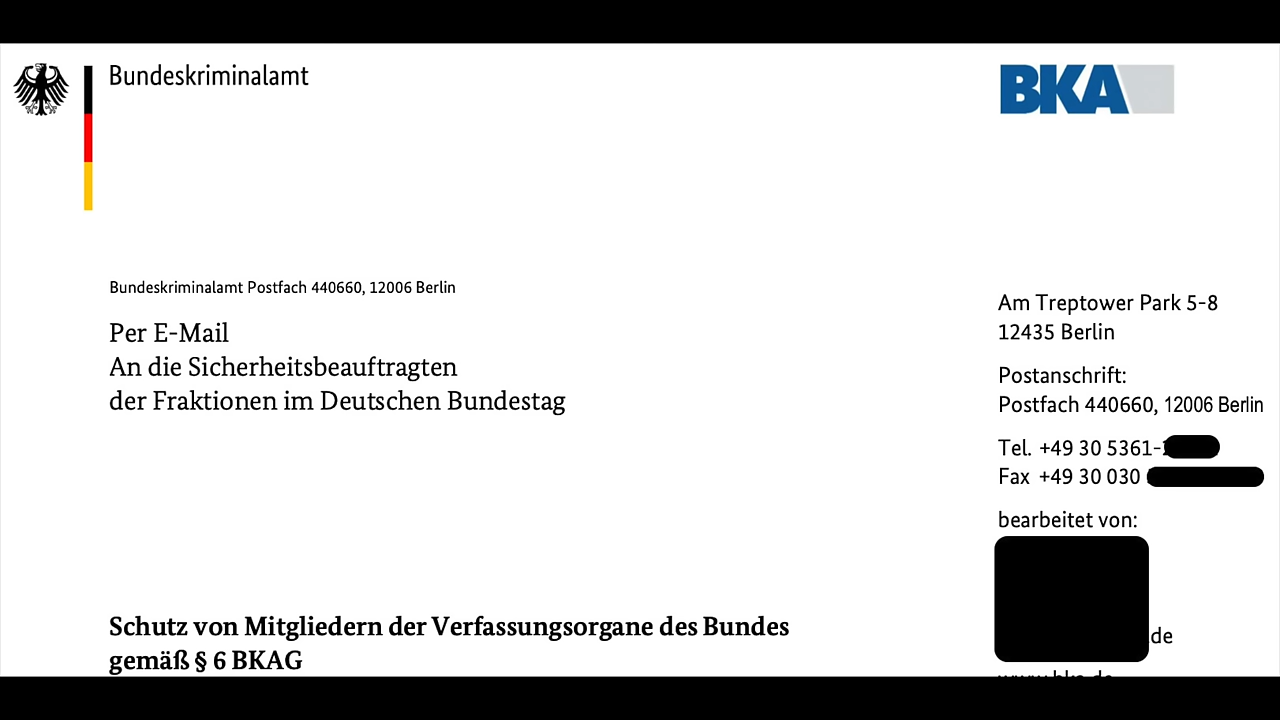 Bundeskriminalamt
BKA
Bundeskriminalamt Postfach 440660, 12006 Berlin
Per E-Mail
An die Sicherheitsbeauftragten
der Fraktionen im Deutschen Bundestag
Am Treptower Park 5-8
12435 Berlin
Postanschrift:
Postfach 440660, 12006 Berlin
Tel. +49 30 5361-
Fax +49 30 030
bearbeitet von:
de
Schutz von Mitgliedern der Verfassungsorgane des Bundes
gemäß § 6 BKAG